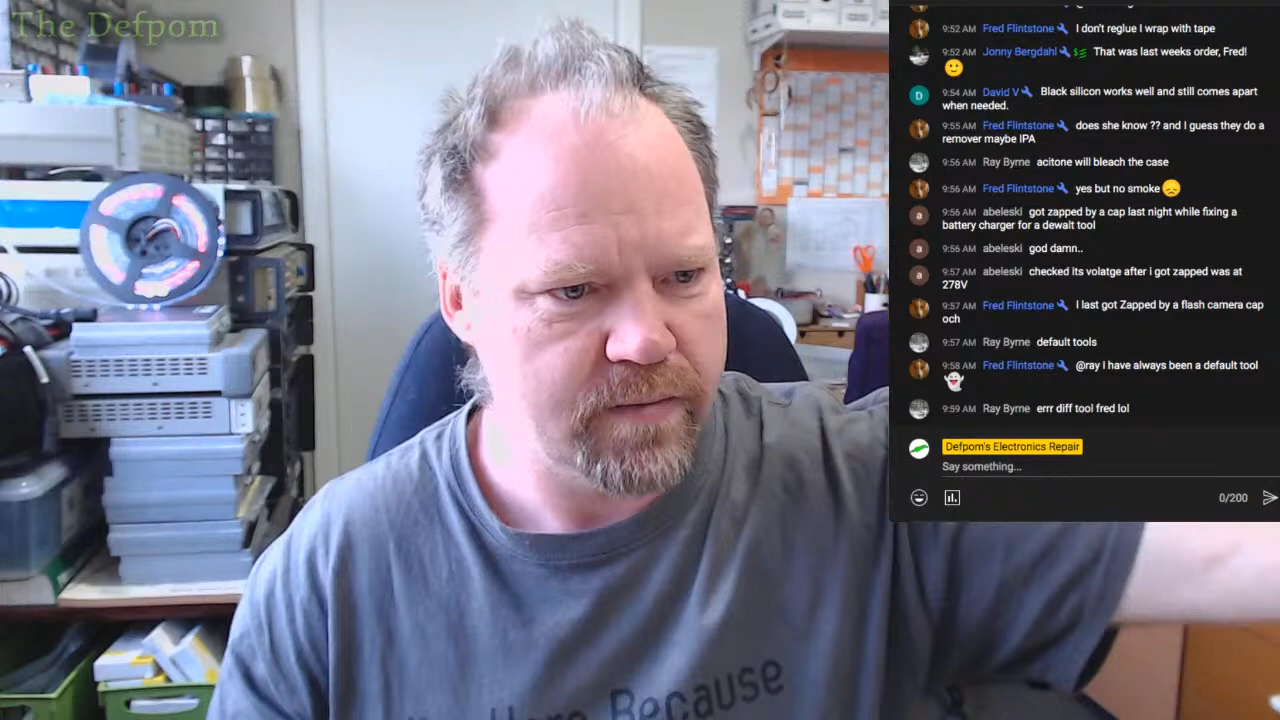 The Defpom
9:52 AM Fred Flintstone I don't reglue I wrap with tape
9:52 AM Jonny Bergdahl That was last weeks order, Fred!
9:54 AM David V Black silicon works well and still comes apart
when needed.
9:55 AM Fred Flintstone does she know ?? and I guess they do a
remover maybe IPA
9:56 AM Ray Byrne acitone will bleach the case
9:56 AM Fred Flintstone yes but no smoke
9:56 AM abeleski got zapped by a cap last night while fixing a
battery charger for a dewalt tool
9:56 AM abeleski god damn..
9:57 AM abeleski checked its volatge after i got zapped was at
278V
9:57 AM Fred Flintstone I last got Zapped by a flash camera cap
och
9:57 AM Ray Byrne default tools
9:58 AM Fred Flintstone @ray I have always been a default tool
9:59 AM Ray Byrne errr diff tool fred lol
Defpom's Electronics Repair
Say something...
0/200
Here Because